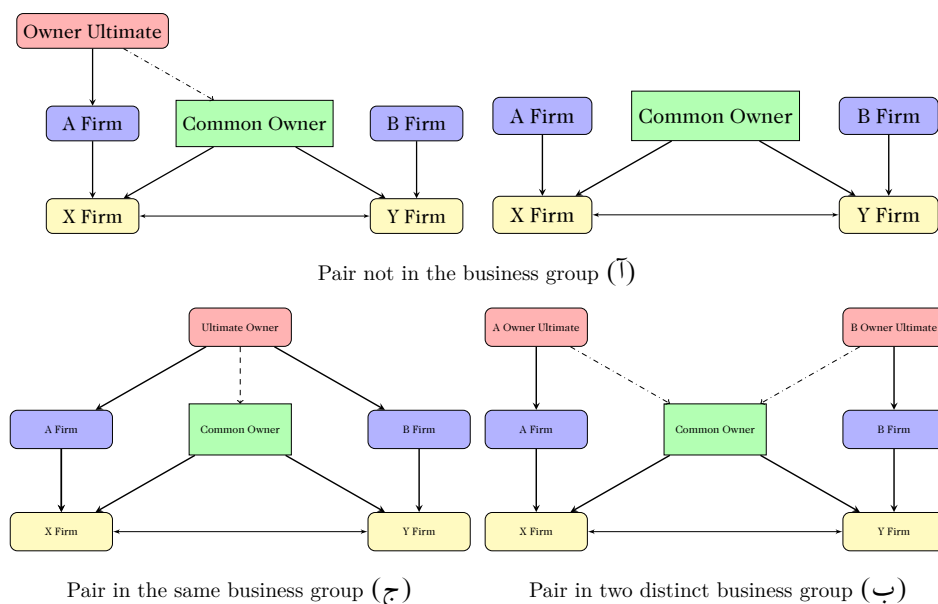 Owner Ultimate
A Firm
Common Owner
B Firm
X Firm
Y Firm
A Firm
Common Owner
B Firm
X Firm
Y Firm
Pair not in the business group (آ)
Ultimate Owner
A Firm
Common Owner
B Firm
X Firm
Y Firm
Pair in the same business group (ج)
A Owner Ultimate
B Owner Ultimate
A Firm
Common Owner
B Firm
X Firm
Y Firm
Pair in two distinct business group (ب)